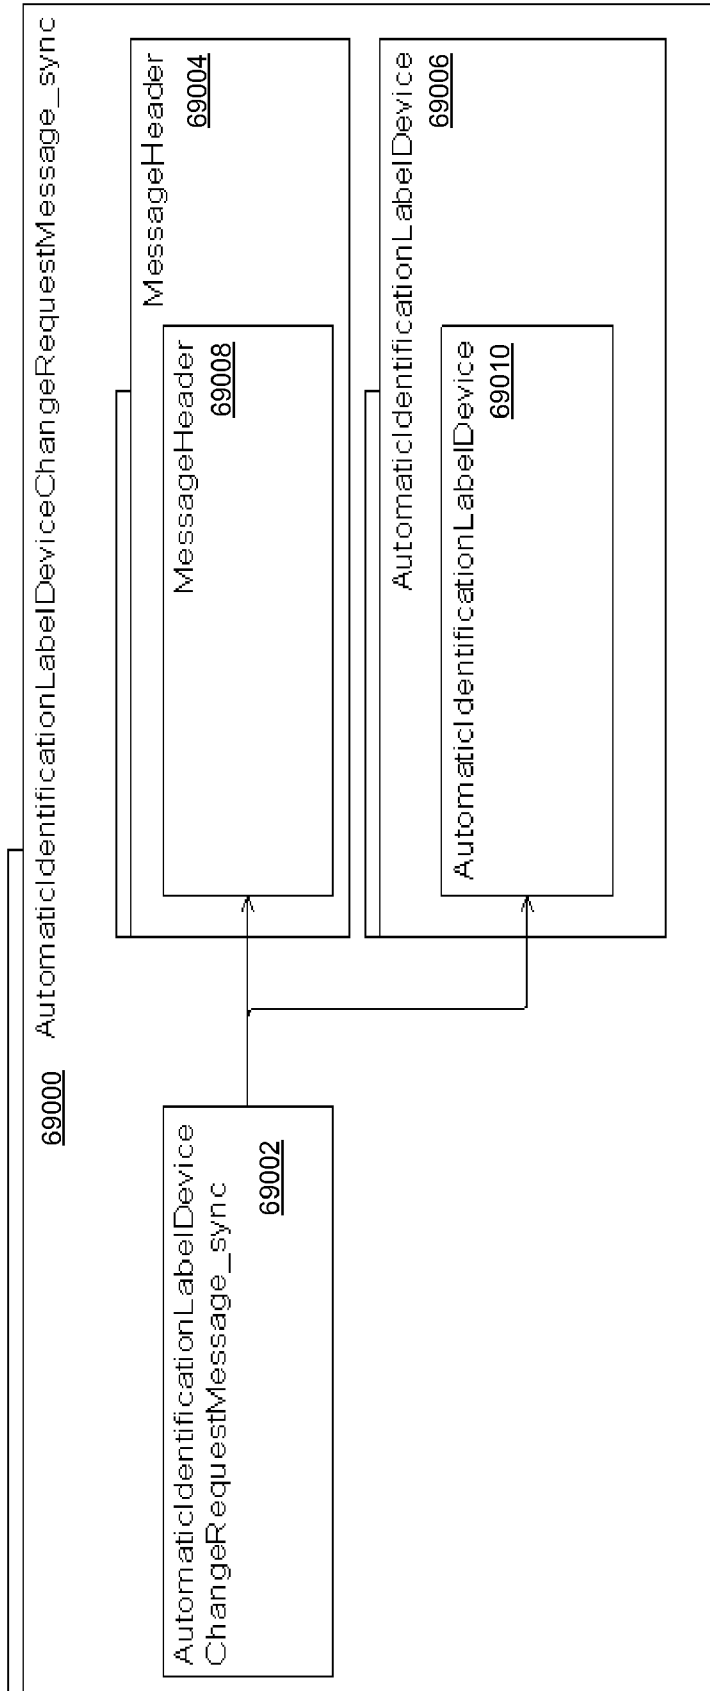 69000 AutomaticIdentificationLabelDeviceChangeRequestMessage_sync
AutomaticIdentificationLabelDevice
ChangeRequestMessage_sync
69002
MessageHeader
69004
MessageHeader
69008
AutomaticIdentificationLabelDevice
69006
AutomaticIdentificationLabelDevice
69010